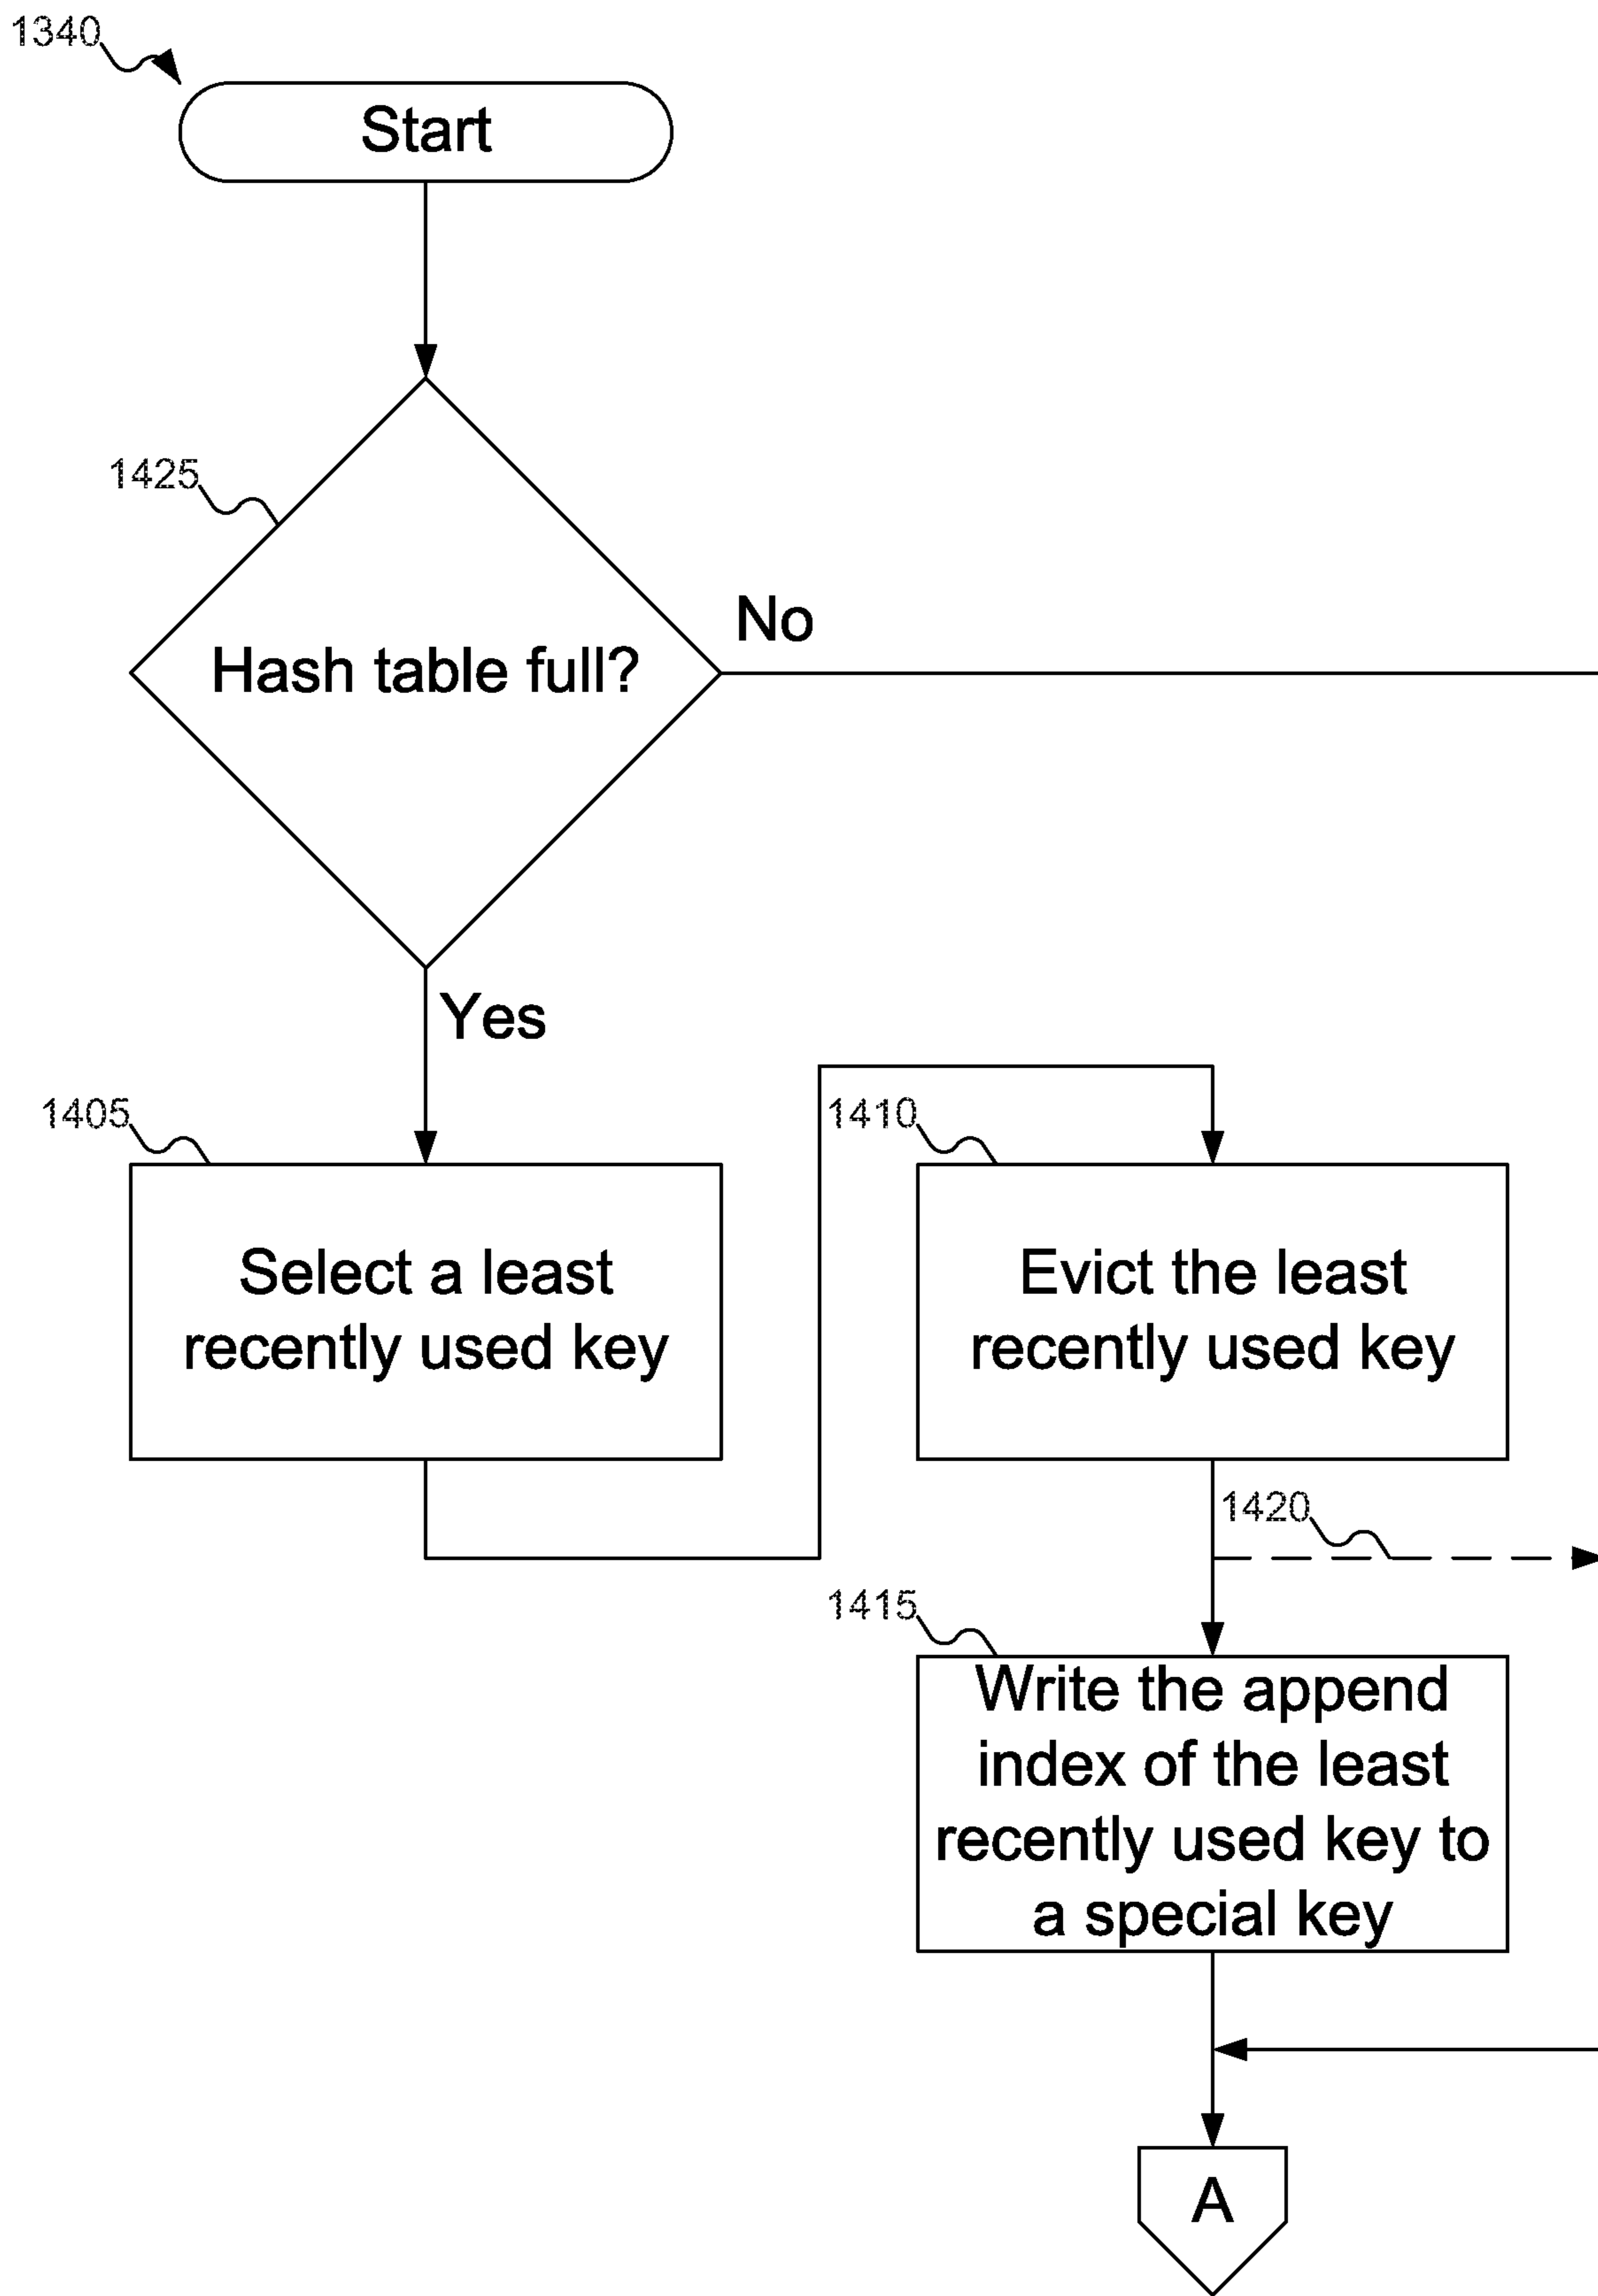 1340
Start
1425
Hash table full?
No
Yes
1405
Select a least
recently used key
1410
Evict the least
recently used key
1420
1415
Write the append
index of the least
recently used key to
a special key
A